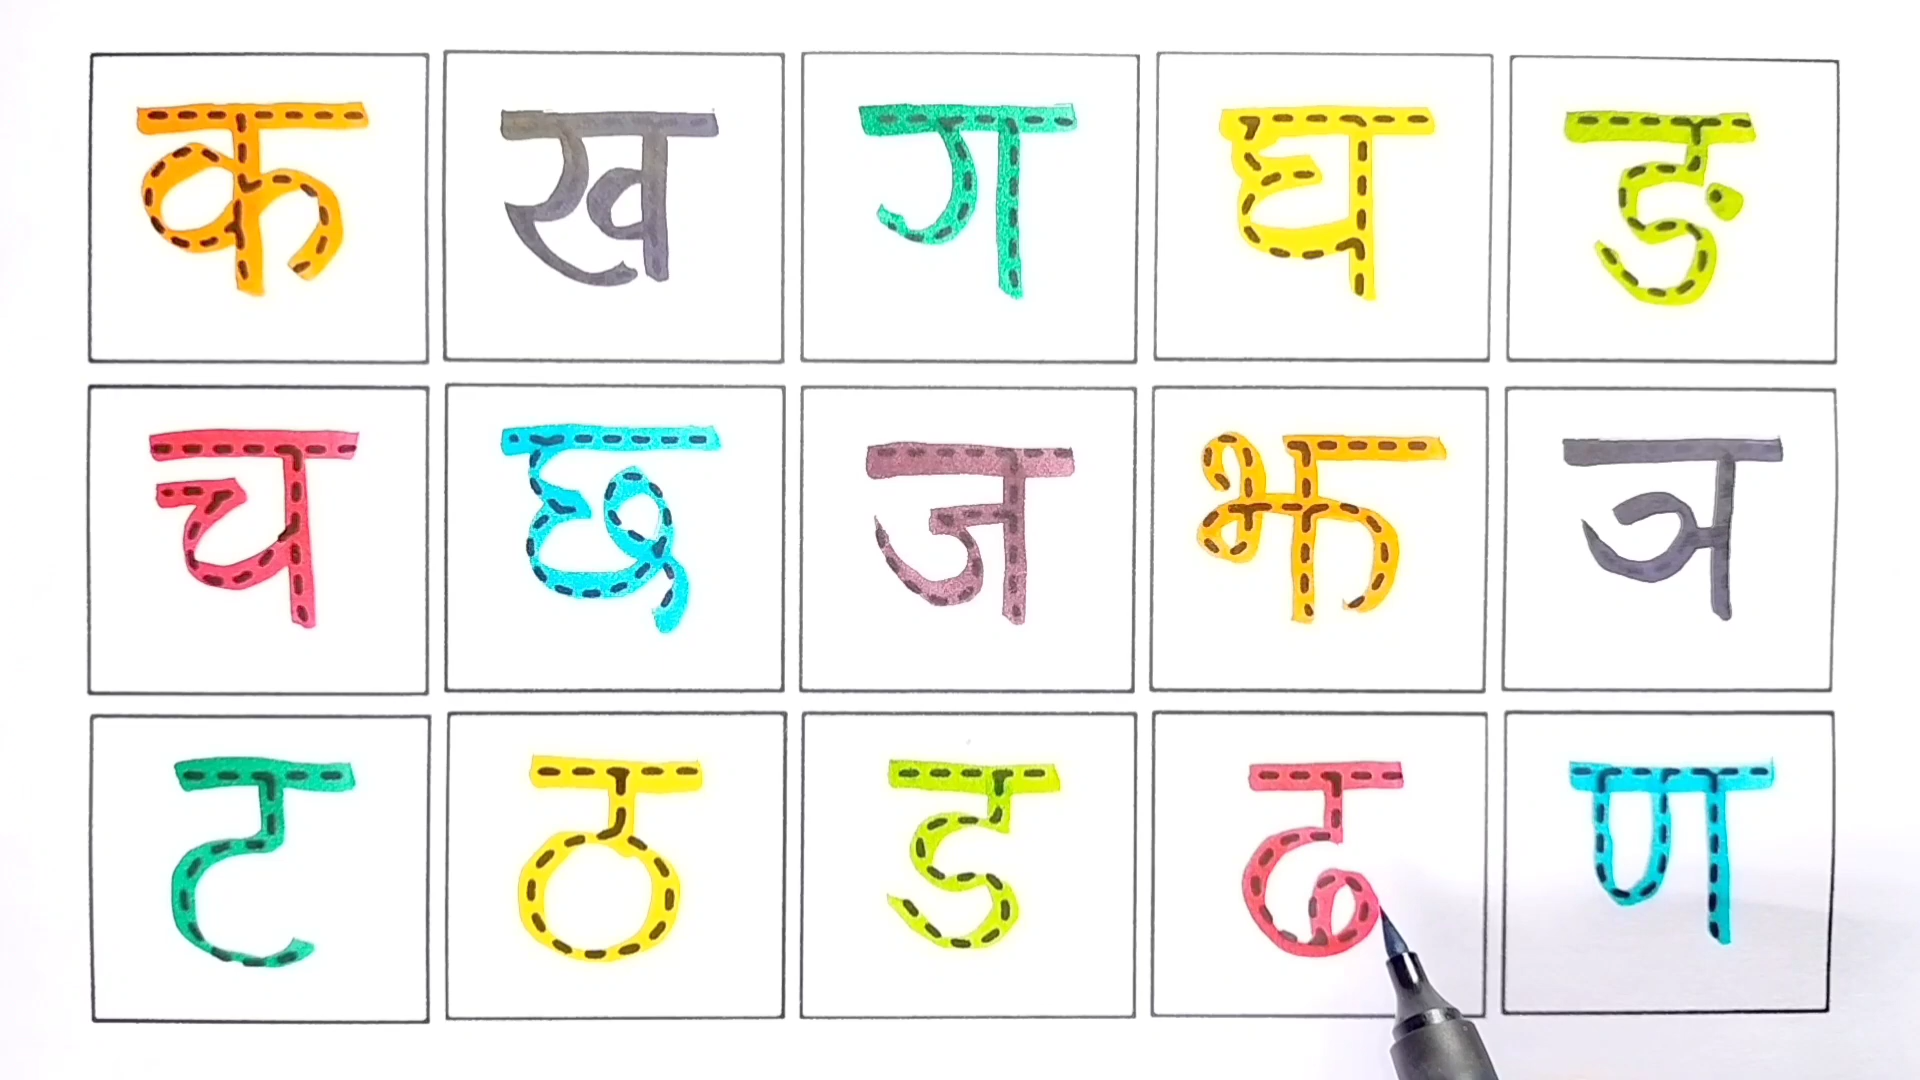 क ख ग घ ङ
च छ ज झ ञ
ट ठ ड ढ ण